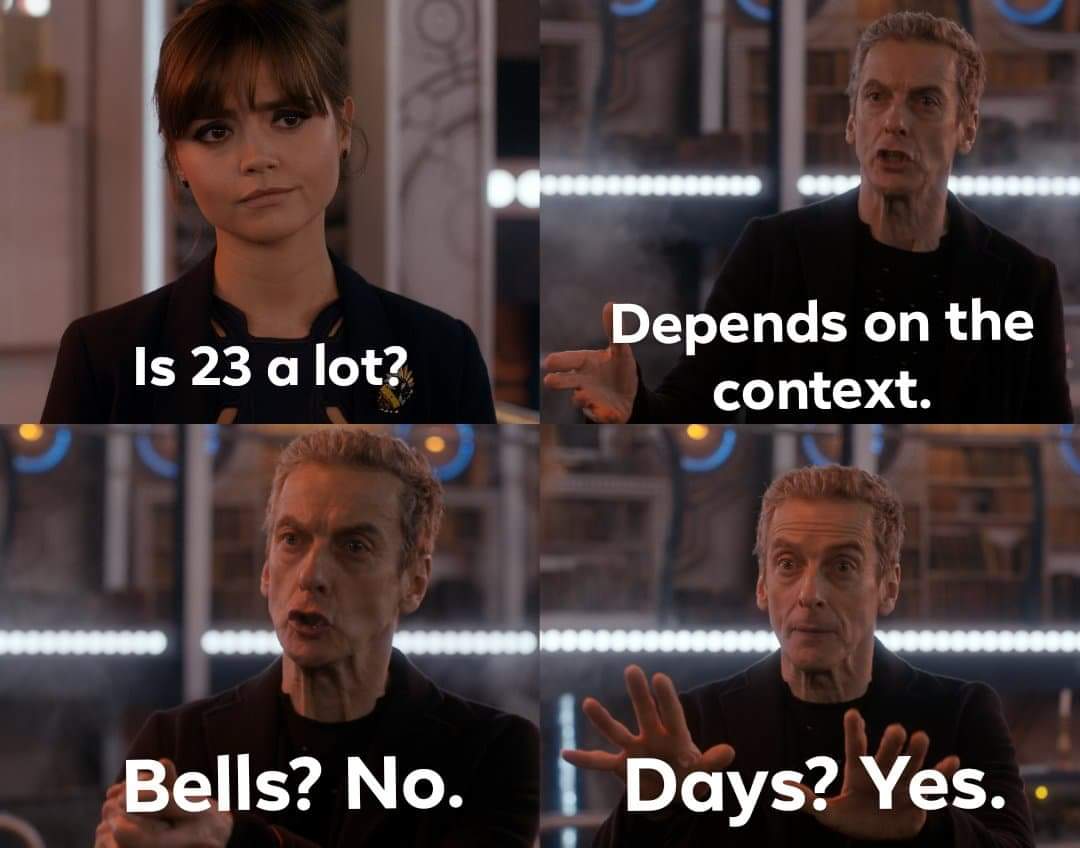 Is 23 a lot?
Depends on the
context.
Bells? No.
Days? Yes.